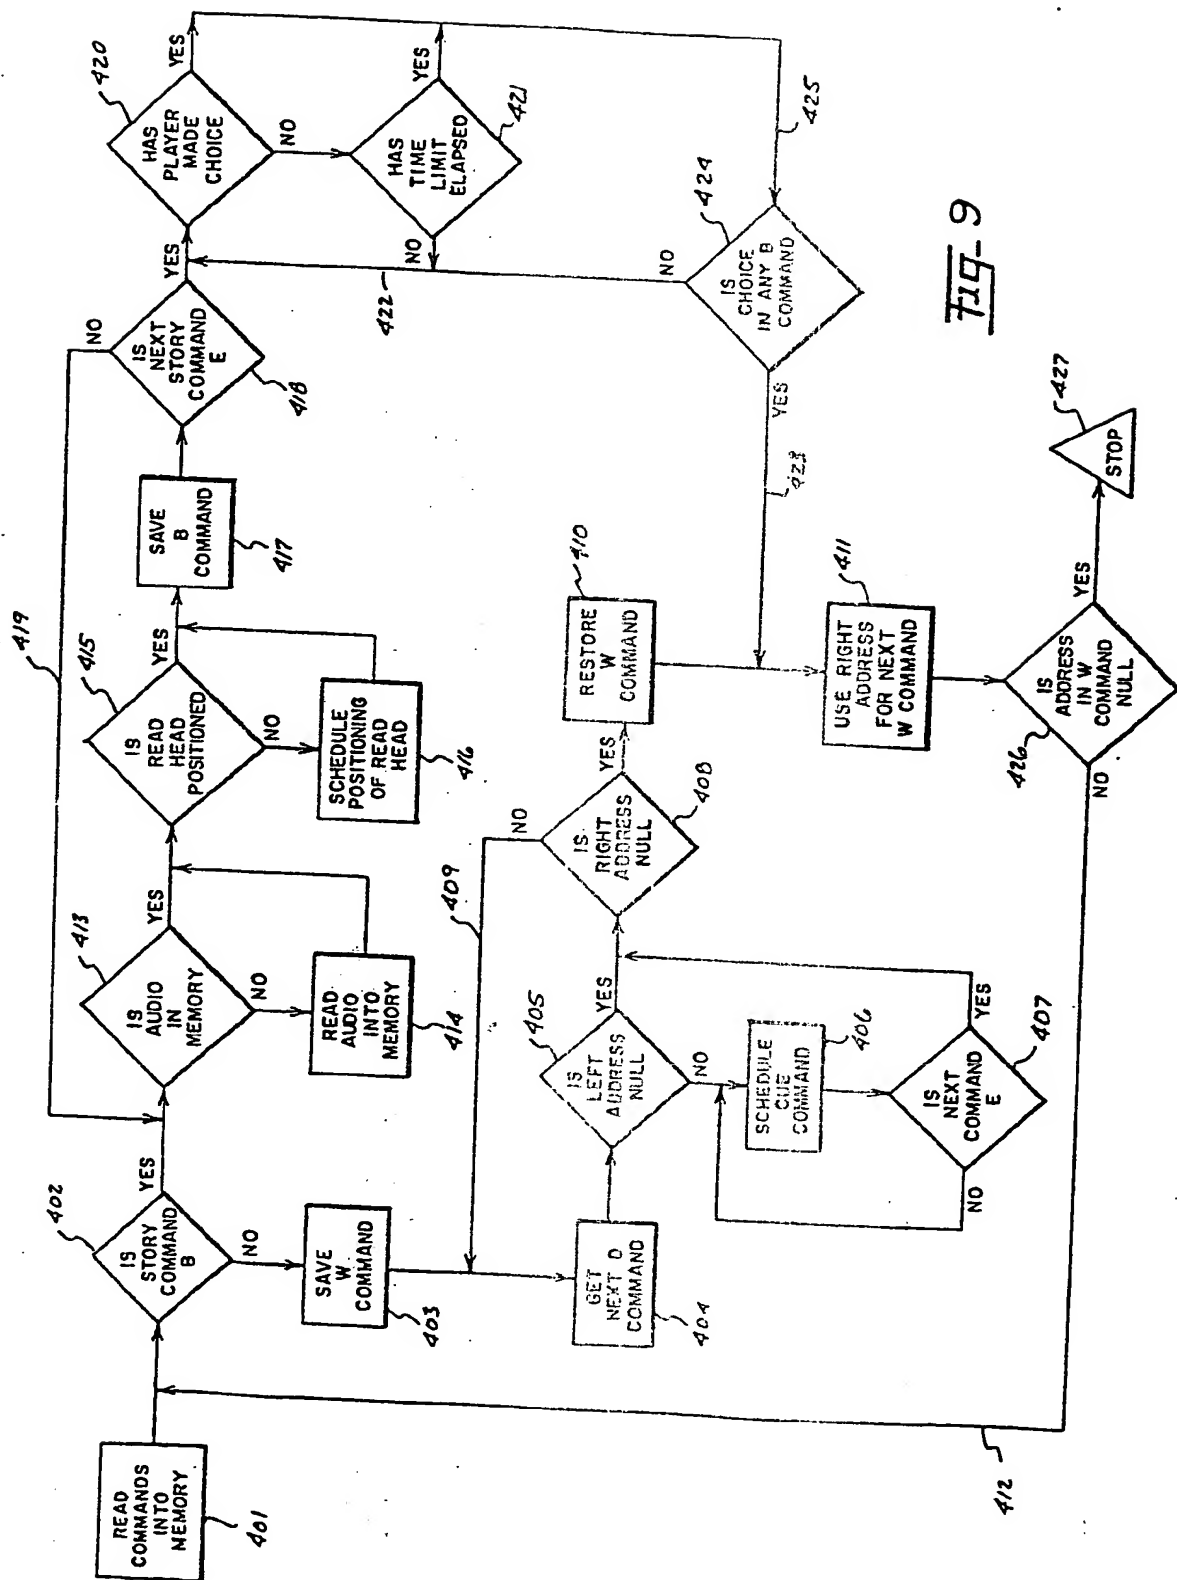 READ
COMMANDS
INTO
MEMORY
401
402
IS
STORY
COMMAND
B
YES
NO
SAVE
W
COMMAND
403
413
IS
AUDIO
IN
MEMORY
YES
NO
READ
AUDIO
INTO
MEMORY
414
415
IS
READ
HEAD
POSITIONED
YES
NO
SCHEDULE
POSITIONING
OF READ
HEAD
416
419
SAVE
B
COMMAND
417
IS
NEXT
STORY
COMMAND
E
418
NO
YES
420
HAS
PLAYER
MADE
CHOICE
YES
NO
HAS
TIME
LIMIT
ELAPSED
YES
421
NO
422
425
424
IS
CHOICE
IN ANY B
COMMAND
NO
YES
423
GET
NEXT D
COMMAND
404
409
405
IS
LEFT
ADDRESS
NULL
YES
NO
SCHEDULE
CUE
COMMAND
406
IS
NEXT
COMMAND
E
407
YES
NO
IS
RIGHT
ADDRESS
NULL
408
NO
YES
RESTORE
W
COMMAND
410
USE RIGHT
ADDRESS
FOR NEXT
W COMMAND
411
IS
ADDRESS
IN W
COMMAND
NULL
426
NO
YES
STOP
427
412
Fig-9